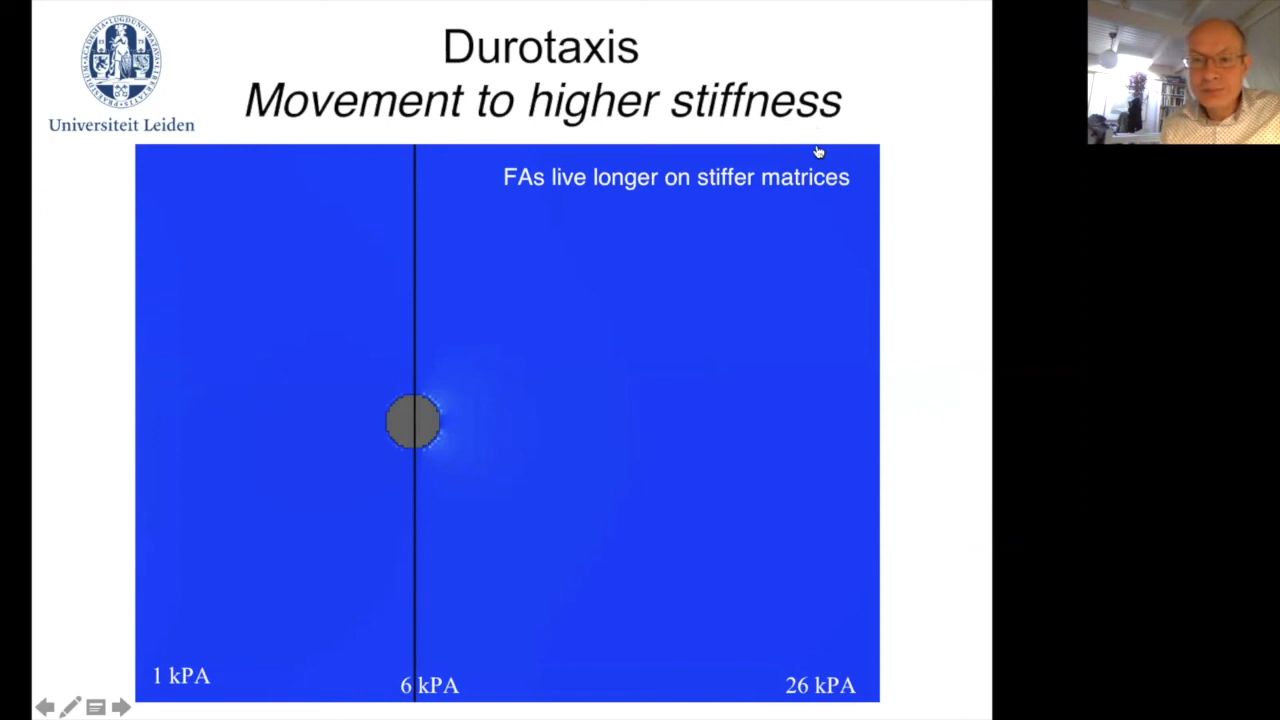 Durotaxis
Movement to higher stiffness
Universiteit Leiden
FAs live longer on stiffer matrices
1 kPA
6 kPA
26 kPA